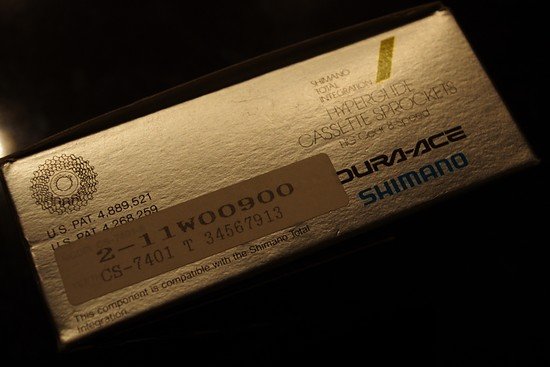 SHIMANO
TOTAL
INTEGRATION
HYPERGLIDE
CASSETTE SPROCKETS
HG Gear 8 Speed
DURA-ACE
SHIMANO
U.S. PAT. 4.889.521
U.S. PAT. 4.268.259
2-11W00900
CS-7401 T 34567913
This component is compatible with the Shimano Total
Integration.